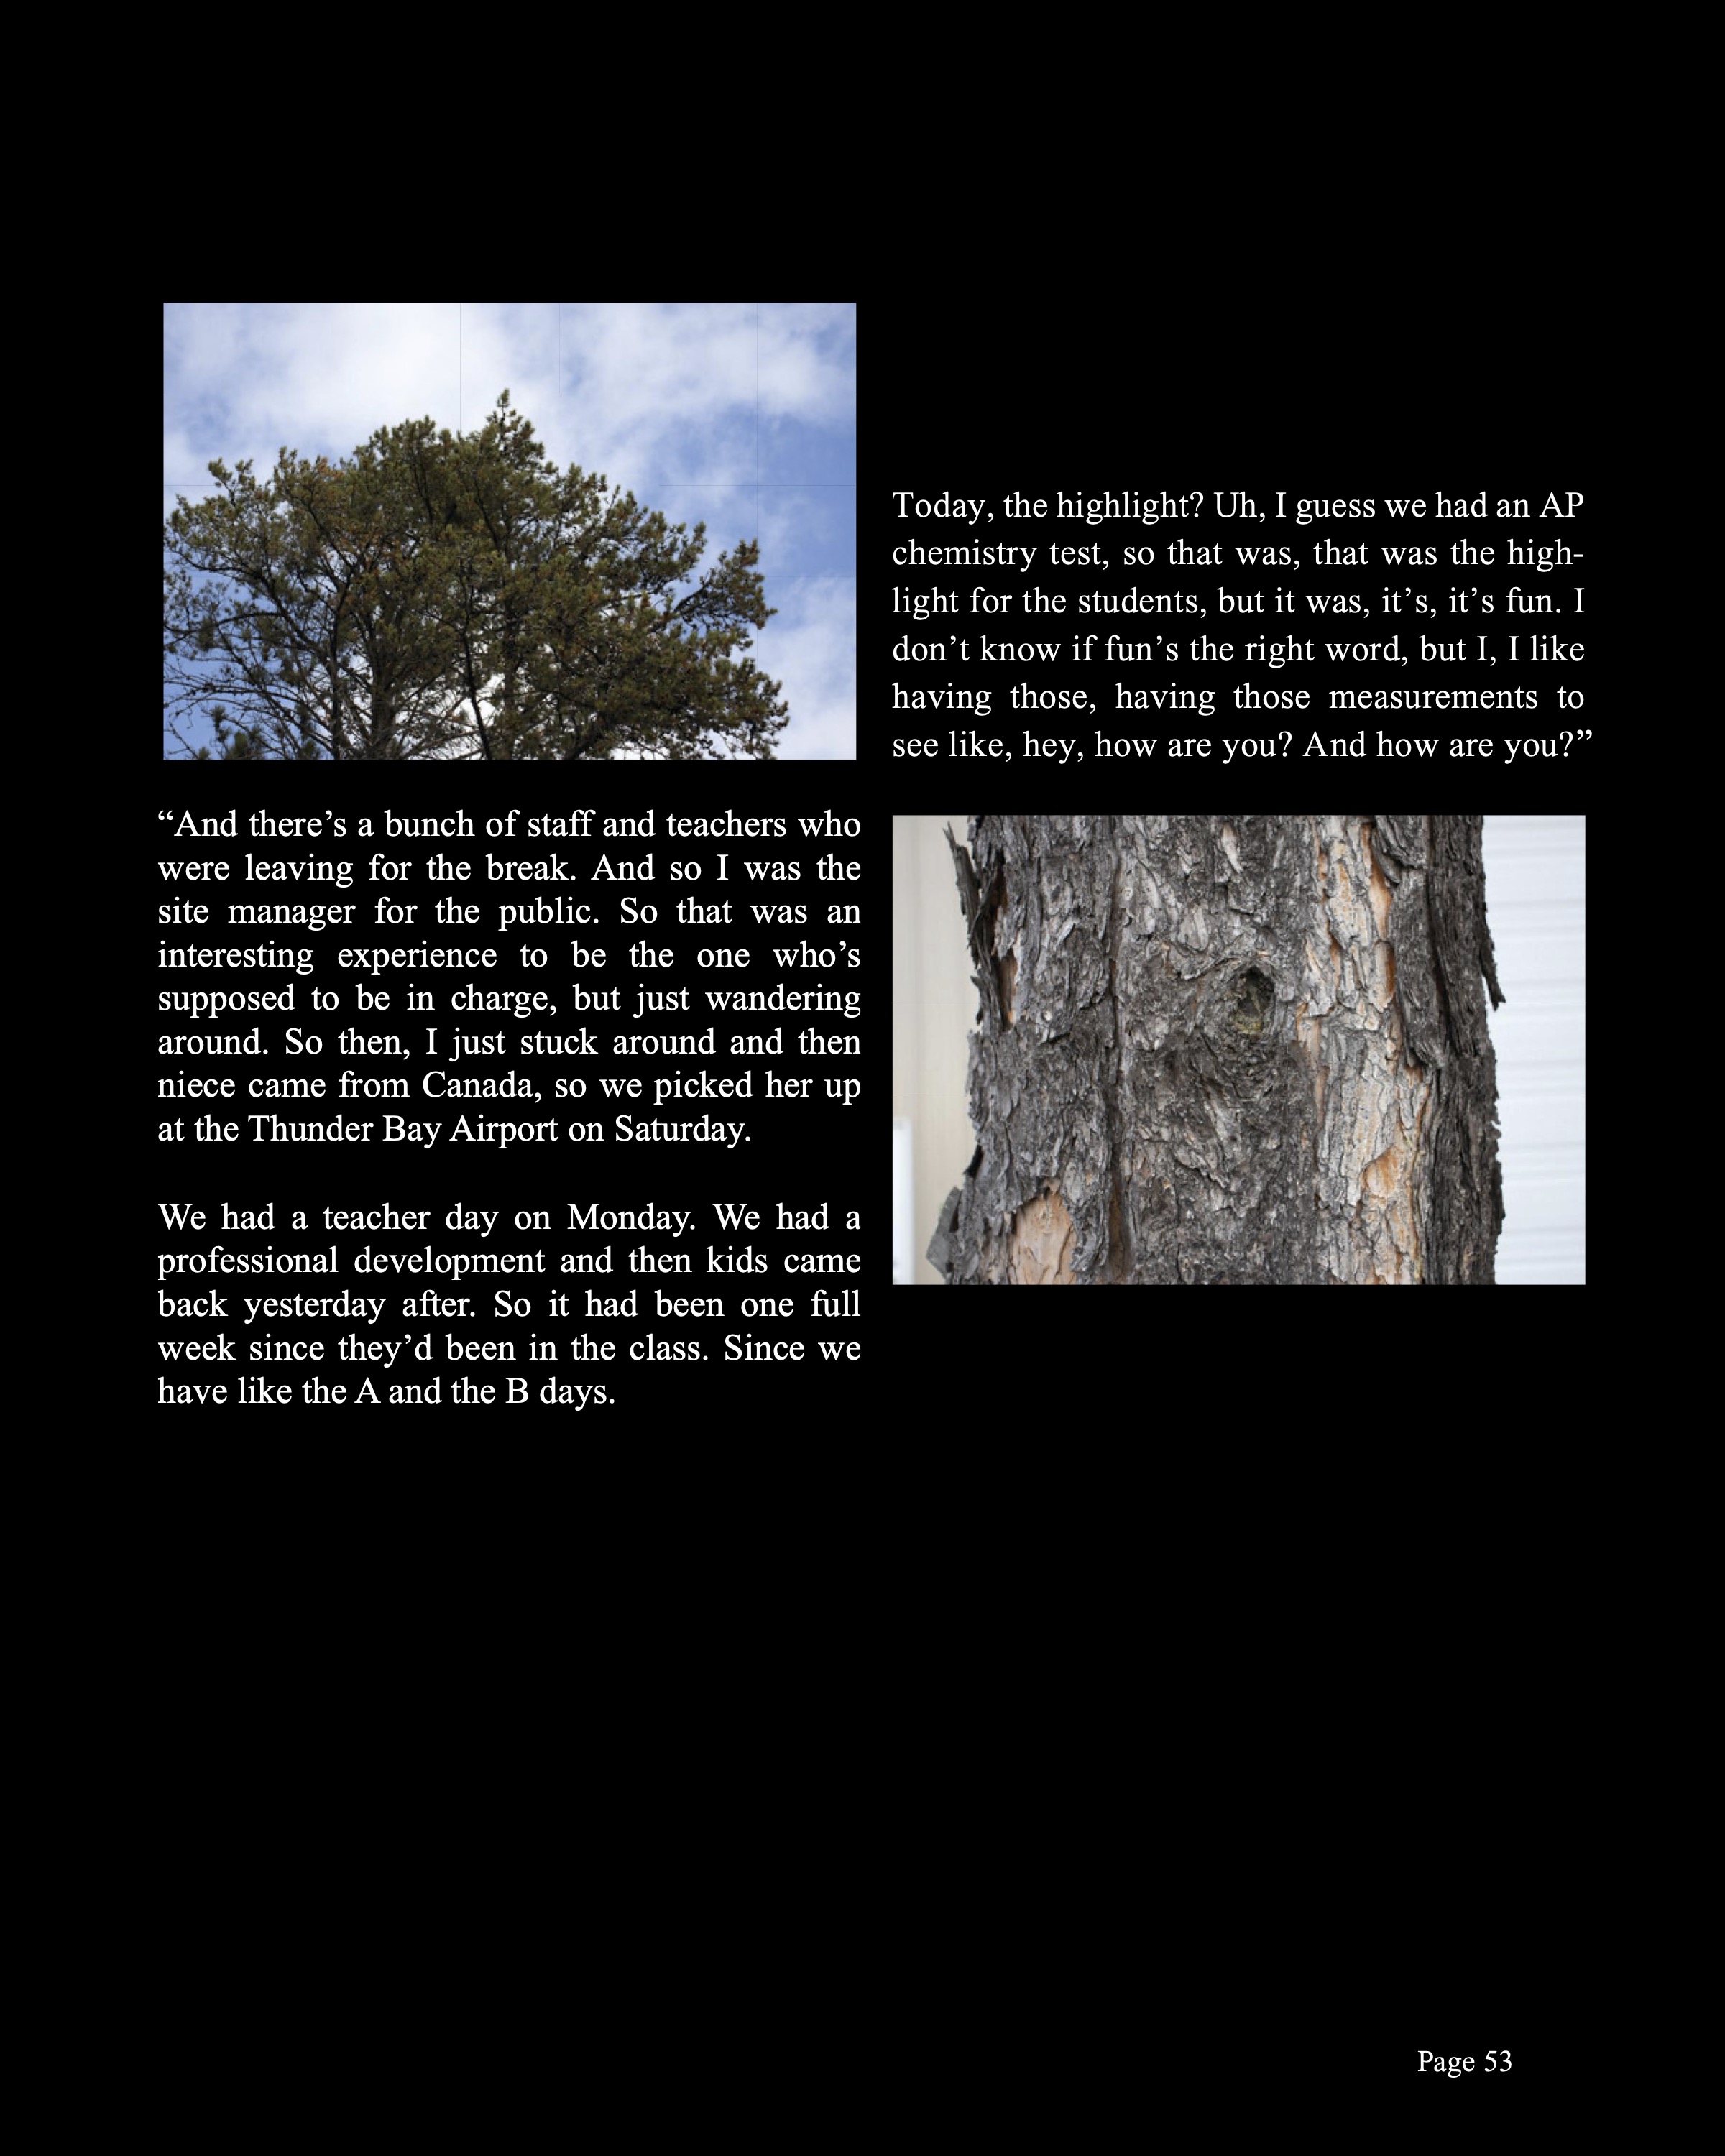 “And there’s a bunch of staff and teachers who
were leaving for the break. And so I was the
site manager for the public. So that was an
interesting experience to be the one who’s
supposed to be in charge, but just wandering
around. So then, I just stuck around and then
niece came from Canada, so we picked her up
at the Thunder Bay Airport on Saturday.
We had a teacher day on Monday. We had a
professional development and then kids came
back yesterday after. So it had been one full
week since they’d been in the class. Since we
have like the A and the B days.
Today, the highlight? Uh, I guess we had an AP
chemistry test, so that was, that was the high-
light for the students, but it was, it’s, it’s fun. I
don’t know if fun’s the right word, but I, I like
having those, having those measurements to
see like, hey, how are you? And how are you?”
Page 53